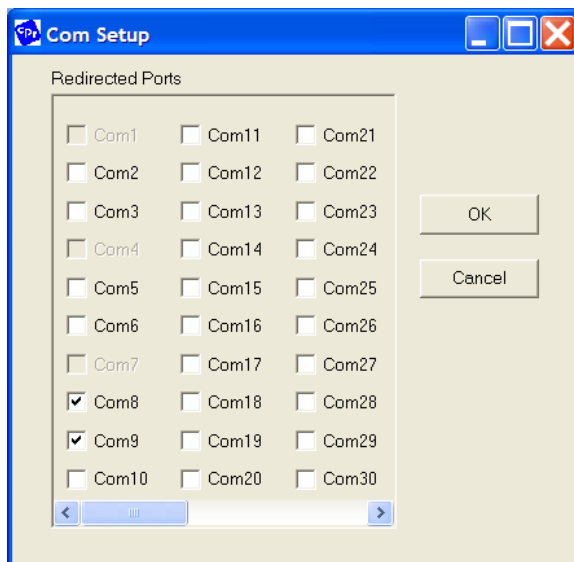 CPR Com Setup
Redirected Ports
Com1 Com11 Com21
Com2 Com12 Com22
Com3 Com13 Com23
Com4 Com14 Com24
Com5 Com15 Com25
Com6 Com16 Com26
Com7 Com17 Com27
Com8 Com18 Com28
Com9 Com19 Com29
Com10 Com20 Com30
OK
Cancel